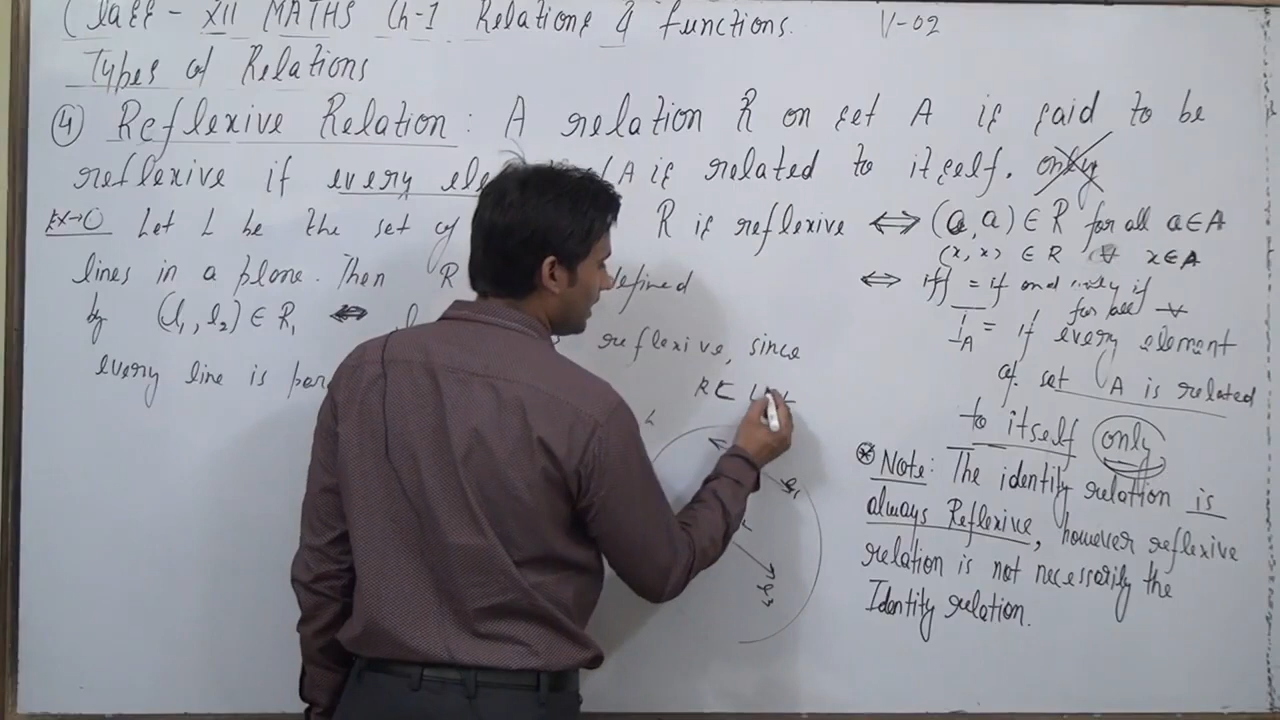 Class - XII MATHS Ch-1 Relations & functions. V-02
Types of Relations
④ Reflexive Relation: A relation R on set A is said to be
reflexive if every A is related to itself. only
Ex→① Let L be the set of
lines in a plane. Then R defined
by (l₁, l₂) ∈ R₁ ⇔
reflexive, since
every line is
R ⊂ L×L
L
l₁
l₂
R is reflexive ⇔ (a, a) ∈ R for all a∈A
(x, x) ∈ R ∀ x∈A
⇔ iff = if and only if
for all → ∀
I_A = if every element
of set A is related
to itself only
⊛ Note: The identity relation is
always Reflexive, however reflexive
relation is not necessarily the
Identity relation.